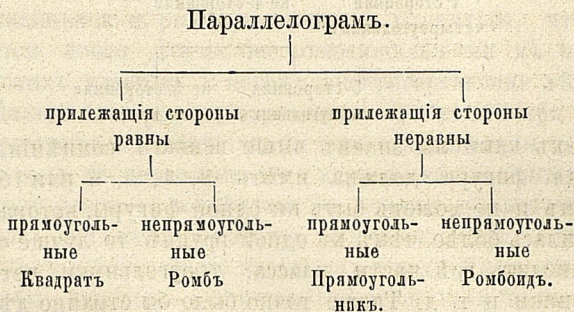 Параллелограмъ.
прилежащія стороны равны
прилежащія стороны неравны
прямоуголь-
ные
Квадратъ
непрямоуголь-
ные
Ромбъ
прямоуголь-
ные
Прямоуголь-
никъ.
непрямоуголь-
ные
Ромбоидъ.